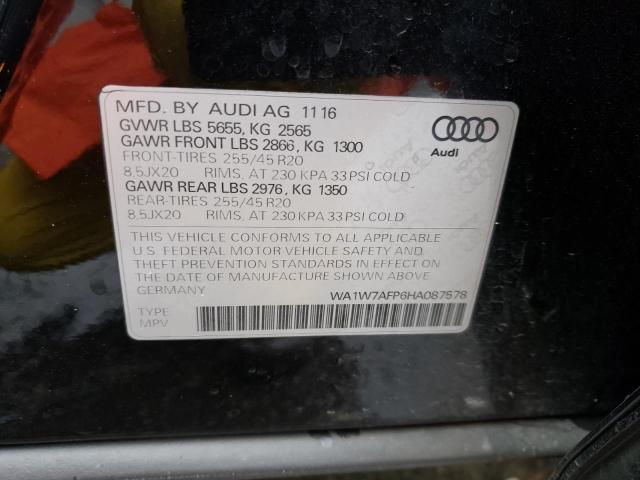 MFD. BY AUDI AG 11 16
GVWR LBS 5655, KG 2565
GAWR FRONT LBS 2866, KG 1300
FRONT-TIRES 255/45 R20
8,5JX20 RIMS, AT 230 KPA 33 PSI COLD
GAWR REAR LBS 2976, KG 1350
REAR-TIRES 255/45 R20
8,5JX20 RIMS, AT 230 KPA 33 PSI COLD
Audi
THIS VEHICLE CONFORMS TO ALL APPLICABLE
U.S. FEDERAL MOTOR VEHICLE SAFETY AND
THEFT PREVENTION STANDARDS IN EFFECT ON
THE DATE OF MANUFACTURE SHOWN ABOVE.
GERMANY
WA1W7AFP6HA087578
TYPE
MPV